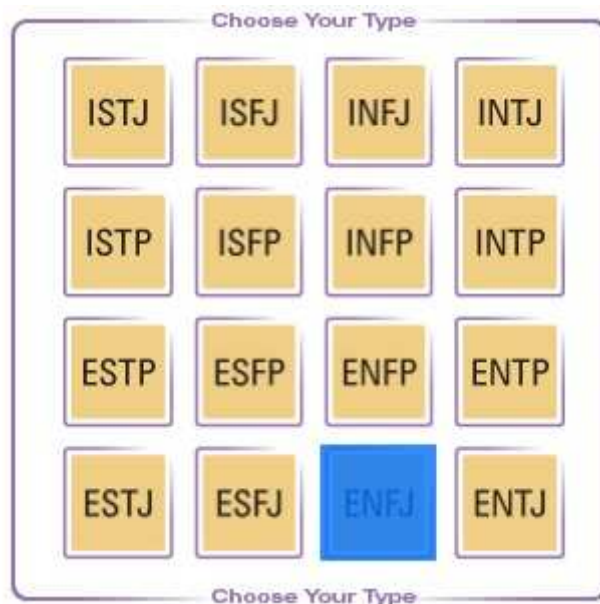 Choose Your Type
ISTJ ISFJ INFJ INTJ
ISTP ISFP INFP INTP
ESTP ESFP ENFP ENTP
ESTJ ESFJ ENFJ ENTJ
Choose Your Type